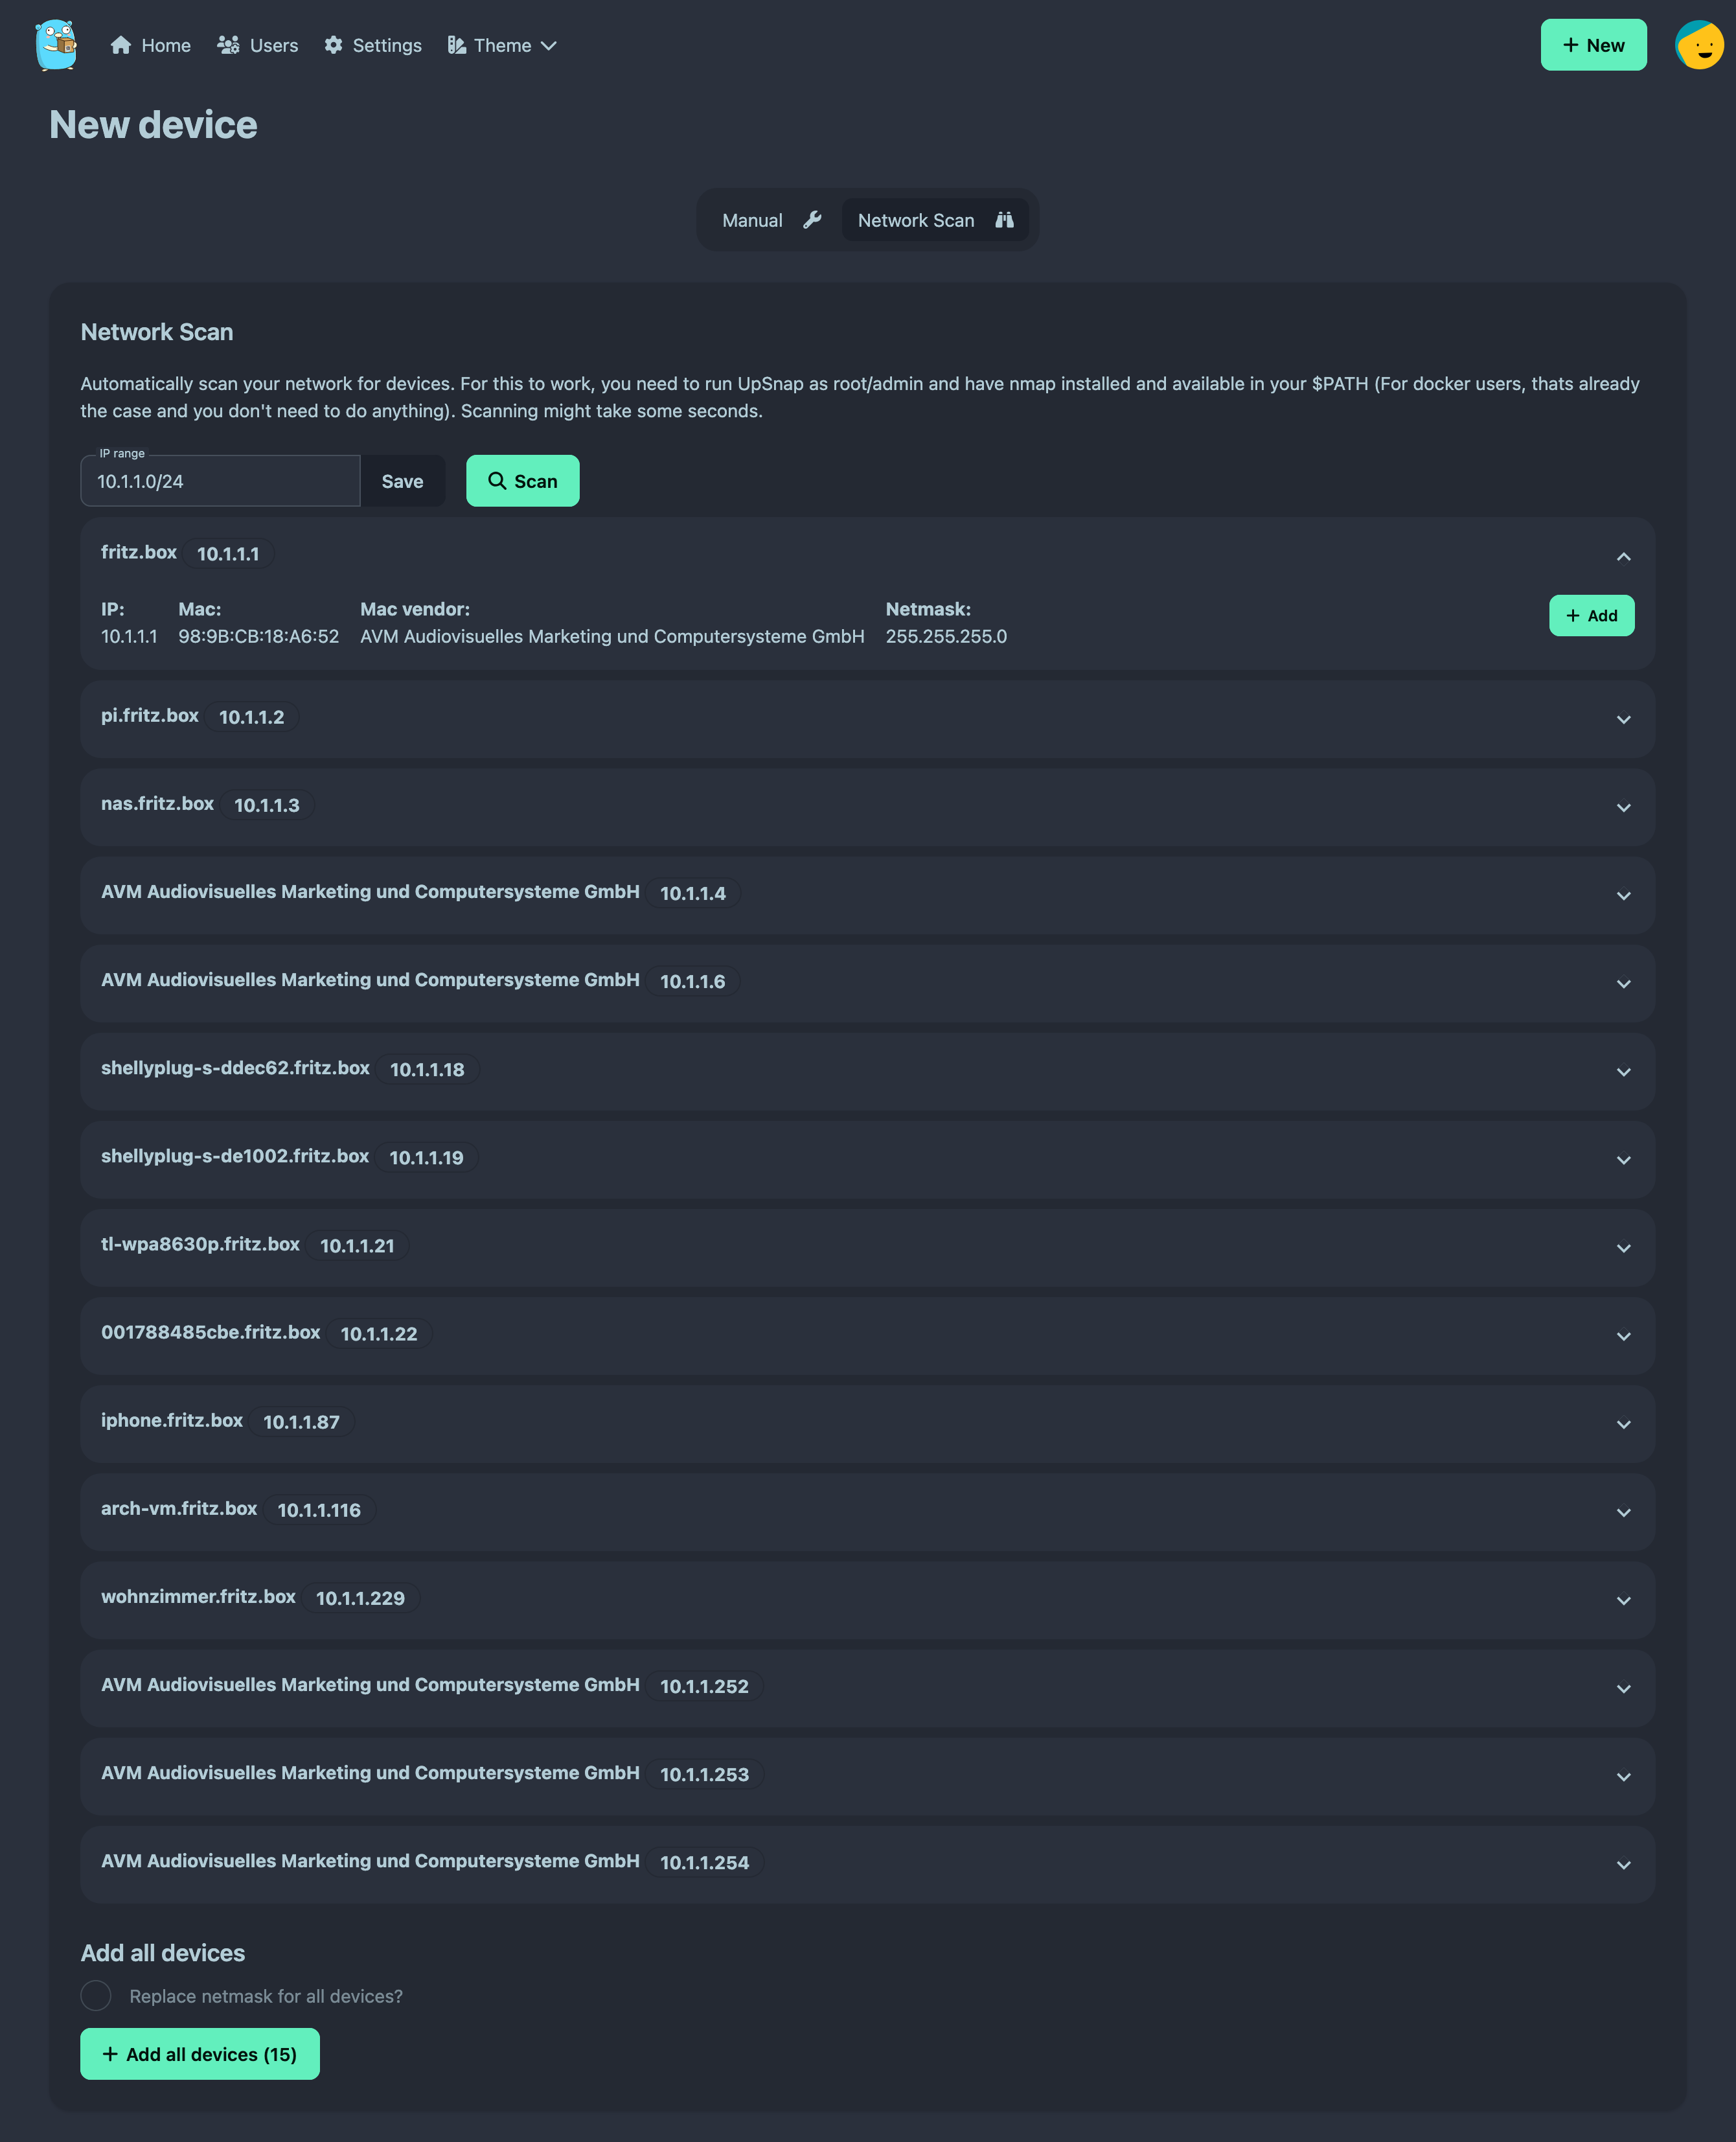 Home Users Settings Theme + New
New device
Manual Network Scan
Network Scan
Automatically scan your network for devices. For this to work, you need to run UpSnap as root/admin and have nmap installed and available in your $PATH (For docker users, thats already
the case and you don't need to do anything). Scanning might take some seconds.
IP range
10.1.1.0/24 Save Scan
fritz.box 10.1.1.1
IP: Mac: Mac vendor: Netmask:
10.1.1.1 98:9B:CB:18:A6:52 AVM Audiovisuelles Marketing und Computersysteme GmbH 255.255.255.0
+ Add
pi.fritz.box 10.1.1.2
nas.fritz.box 10.1.1.3
AVM Audiovisuelles Marketing und Computersysteme GmbH 10.1.1.4
AVM Audiovisuelles Marketing und Computersysteme GmbH 10.1.1.6
shellyplug-s-ddec62.fritz.box 10.1.1.18
shellyplug-s-de1002.fritz.box 10.1.1.19
tl-wpa8630p.fritz.box 10.1.1.21
001788485cbe.fritz.box 10.1.1.22
iphone.fritz.box 10.1.1.87
arch-vm.fritz.box 10.1.1.116
wohnzimmer.fritz.box 10.1.1.229
AVM Audiovisuelles Marketing und Computersysteme GmbH 10.1.1.252
AVM Audiovisuelles Marketing und Computersysteme GmbH 10.1.1.253
AVM Audiovisuelles Marketing und Computersysteme GmbH 10.1.1.254
Add all devices
Replace netmask for all devices?
+ Add all devices (15)